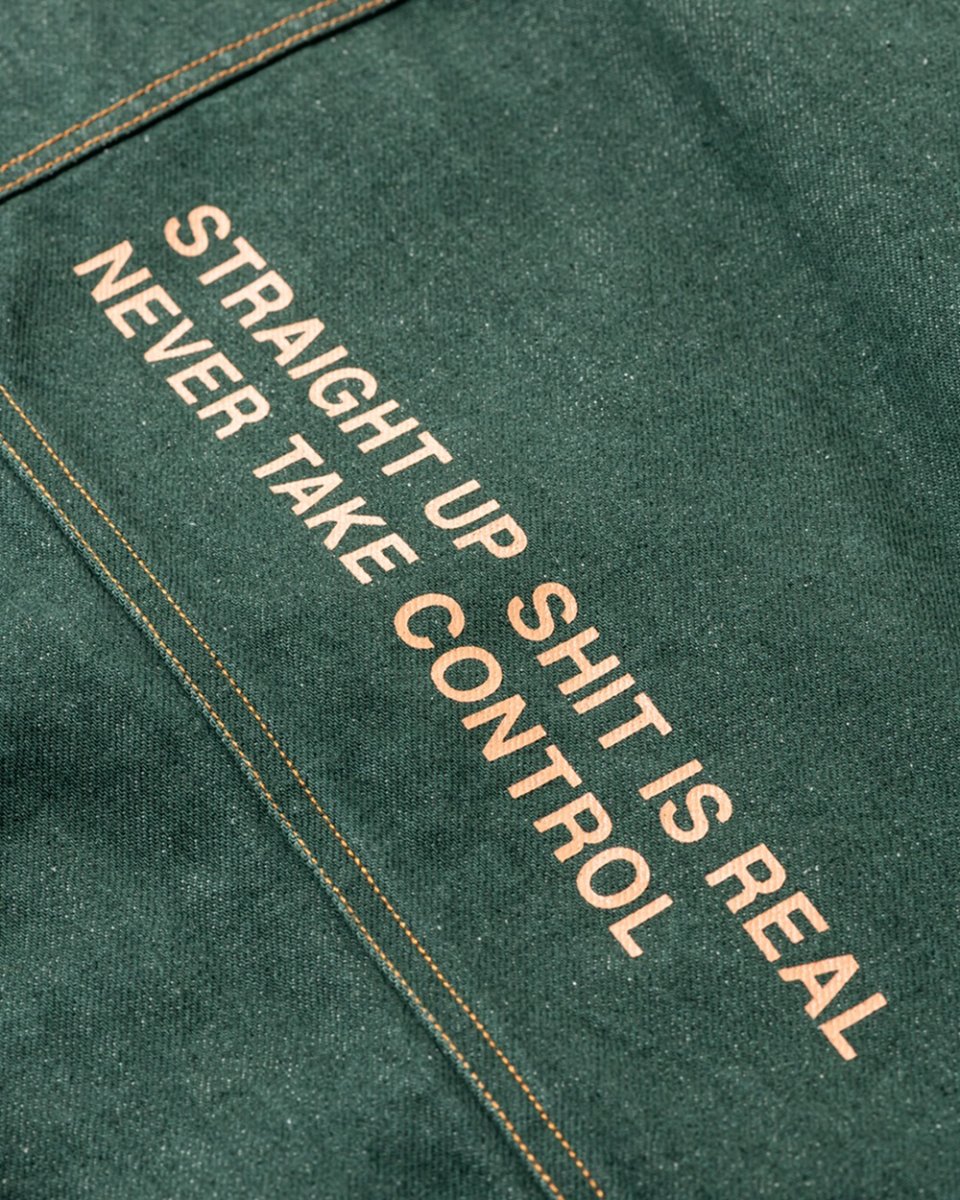 STRAIGHT UP SHIT IS REAL
NEVER TAKE CONTROL